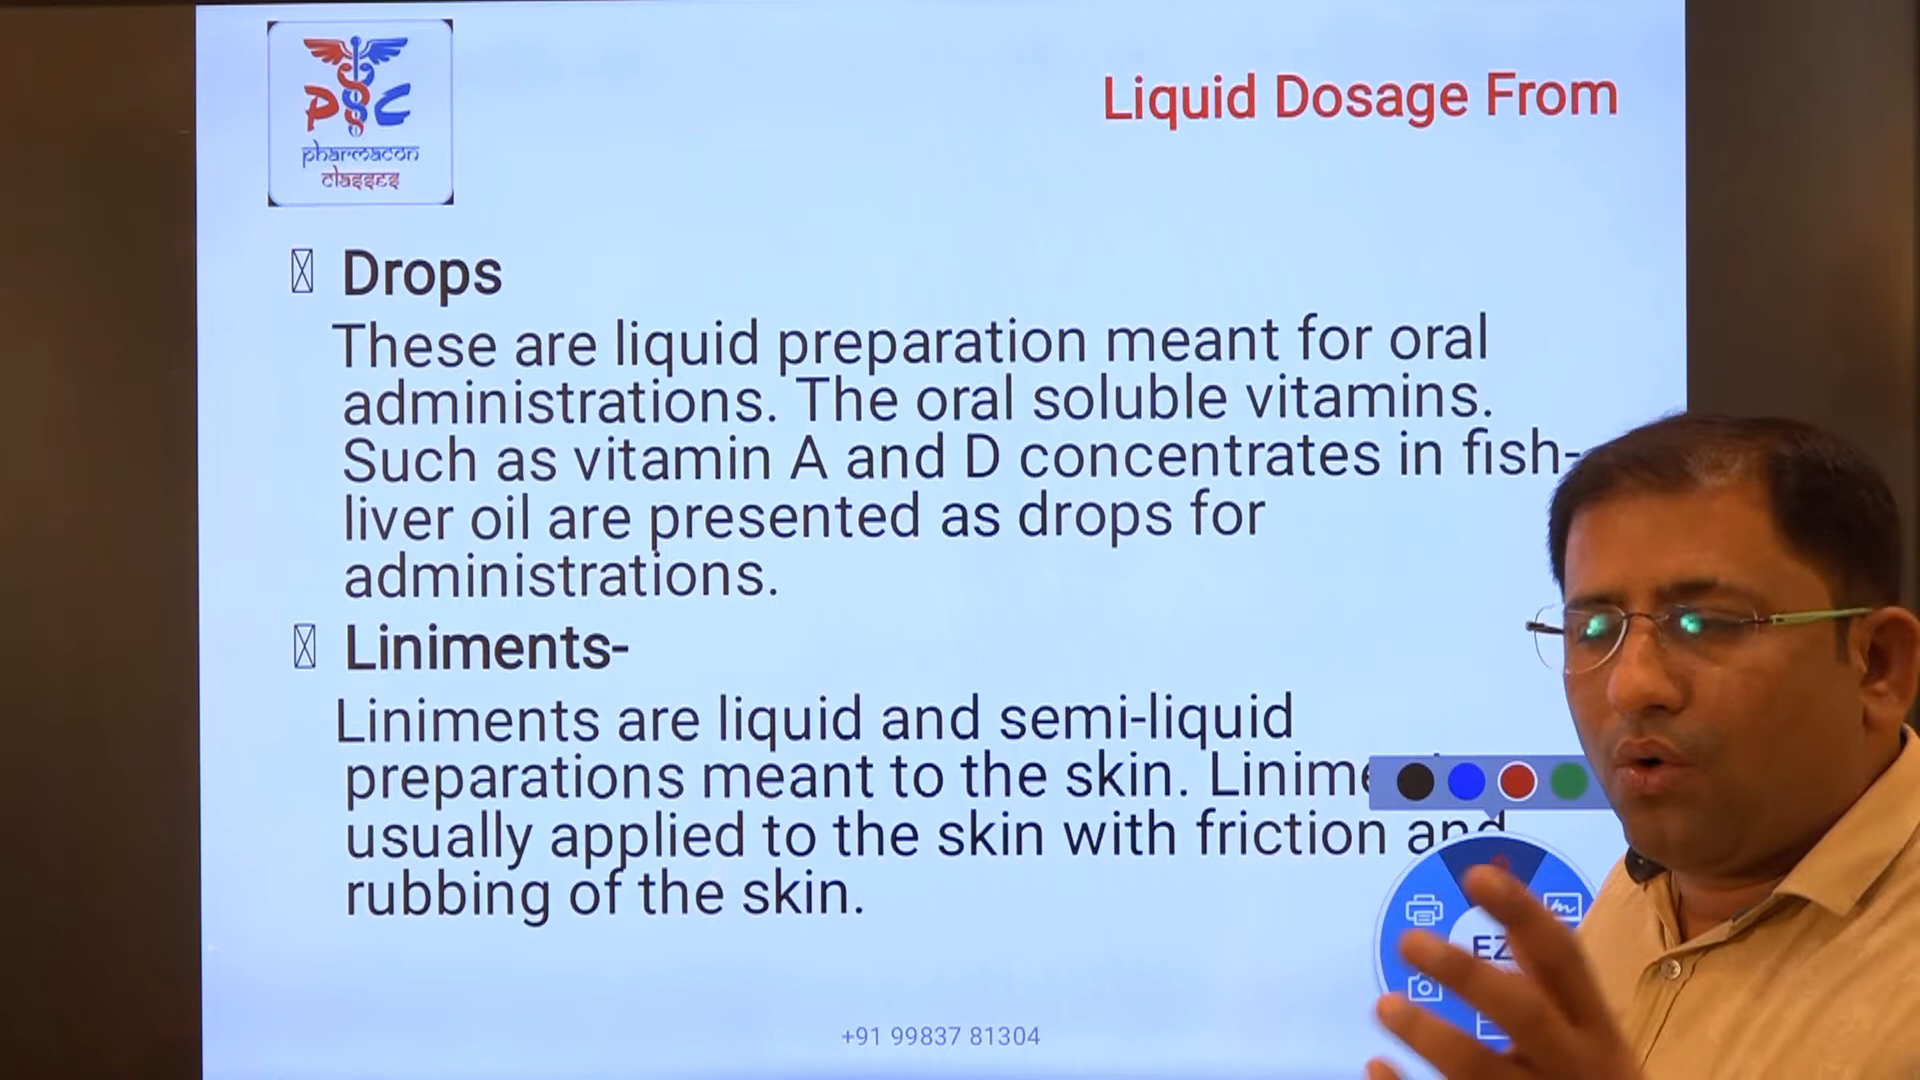 PSC
pharmacon
classes
Liquid Dosage From
Drops
These are liquid preparation meant for oral
administrations. The oral soluble vitamins.
Such as vitamin A and D concentrates in fish-
liver oil are presented as drops for
administrations.
Liniments-
Liniments are liquid and semi-liquid
preparations meant to the skin.
usually applied to the skin with friction and
rubbing of the skin.
EZ
+91 99837 81304